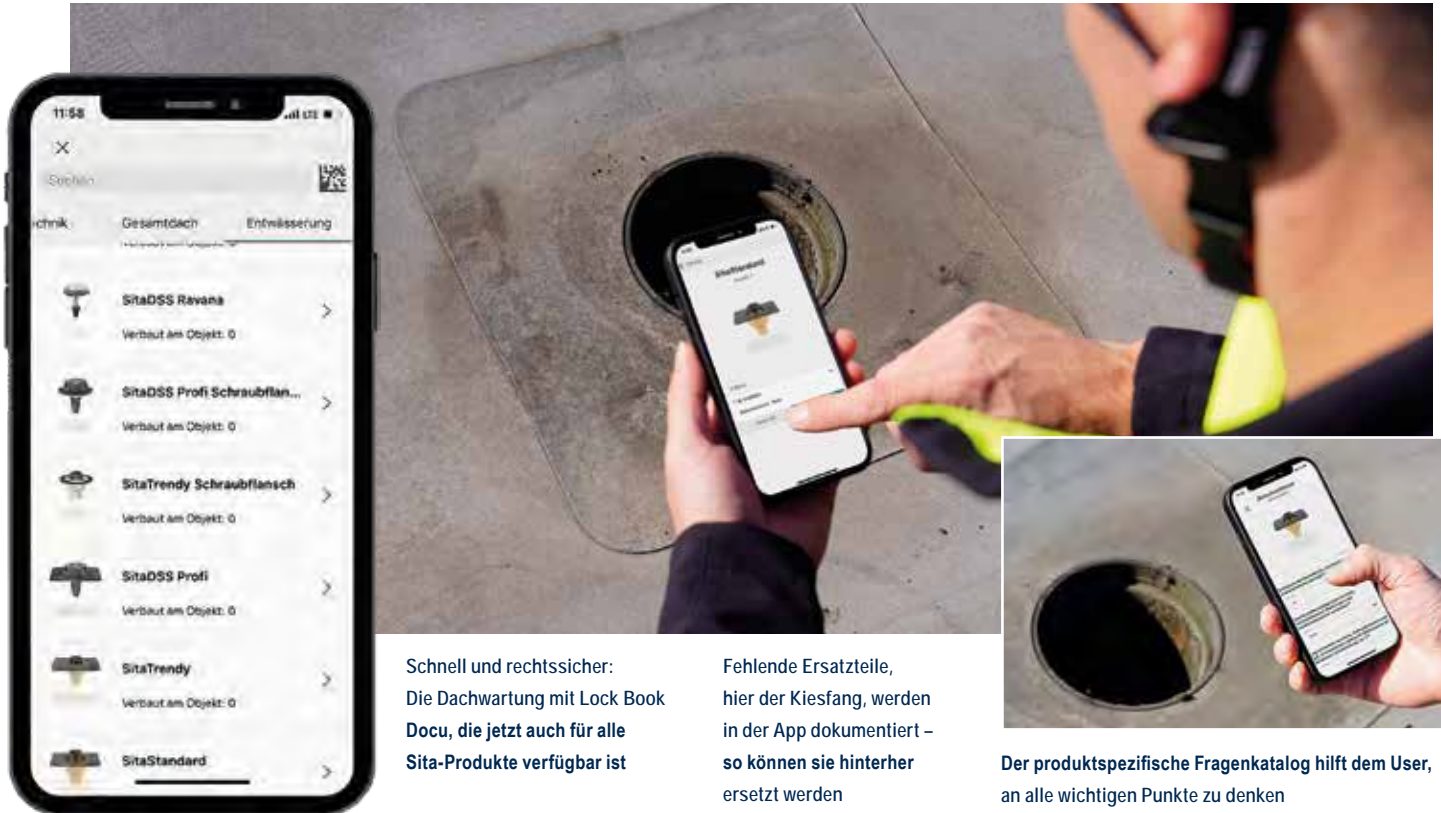 11:58
LTE
Suchen
chnik Gesamtdach Entwässerung
SitaDSS Ravana
Verbaut am Objekt: 0
SitaDSS Profi Schraubflan...
Verbaut am Objekt: 0
SitaTrendy Schraubflansch
Verbaut am Objekt: 0
SitaDSS Profi
Verbaut am Objekt: 0
SitaTrendy
Verbaut am Objekt: 0
SitaStandard
SitaStandard
Schnell und rechtssicher:
Die Dachwartung mit Lock Book
Docu, die jetzt auch für alle
Sita-Produkte verfügbar ist
Fehlende Ersatzteile,
hier der Kiesfang, werden
in der App dokumentiert –
so können sie hinterher
ersetzt werden
Der produktspezifische Fragenkatalog hilft dem User,
an alle wichtigen Punkte zu denken